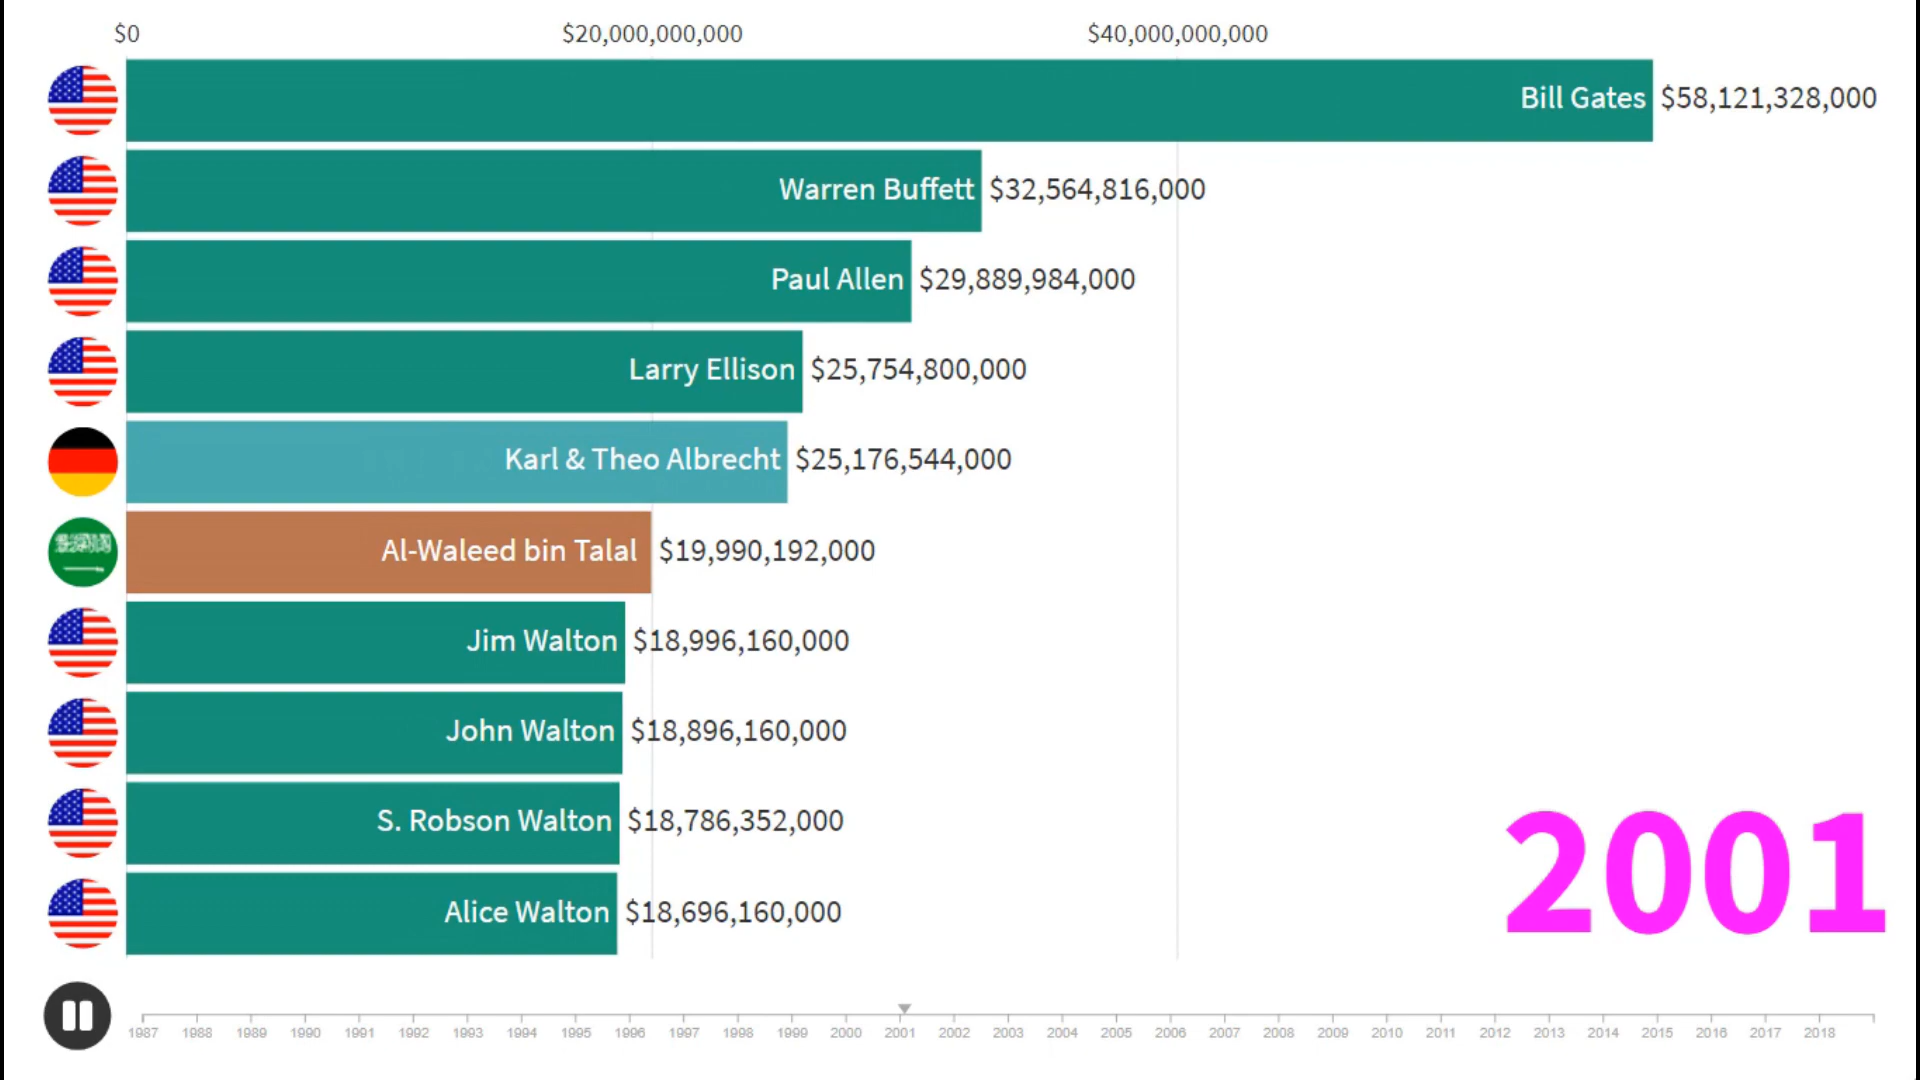 $0 $20,000,000,000 $40,000,000,000
Bill Gates $58,121,328,000
Warren Buffett $32,564,816,000
Paul Allen $29,889,984,000
Larry Ellison $25,754,800,000
Karl & Theo Albrecht $25,176,544,000
Al-Waleed bin Talal $19,990,192,000
Jim Walton $18,996,160,000
John Walton $18,896,160,000
S. Robson Walton $18,786,352,000
Alice Walton $18,696,160,000
2001
1987 1988 1989 1990 1991 1992 1993 1994 1995 1996 1997 1998 1999 2000 2001 2002 2003 2004 2005 2006 2007 2008 2009 2010 2011 2012 2013 2014 2015 2016 2017 2018